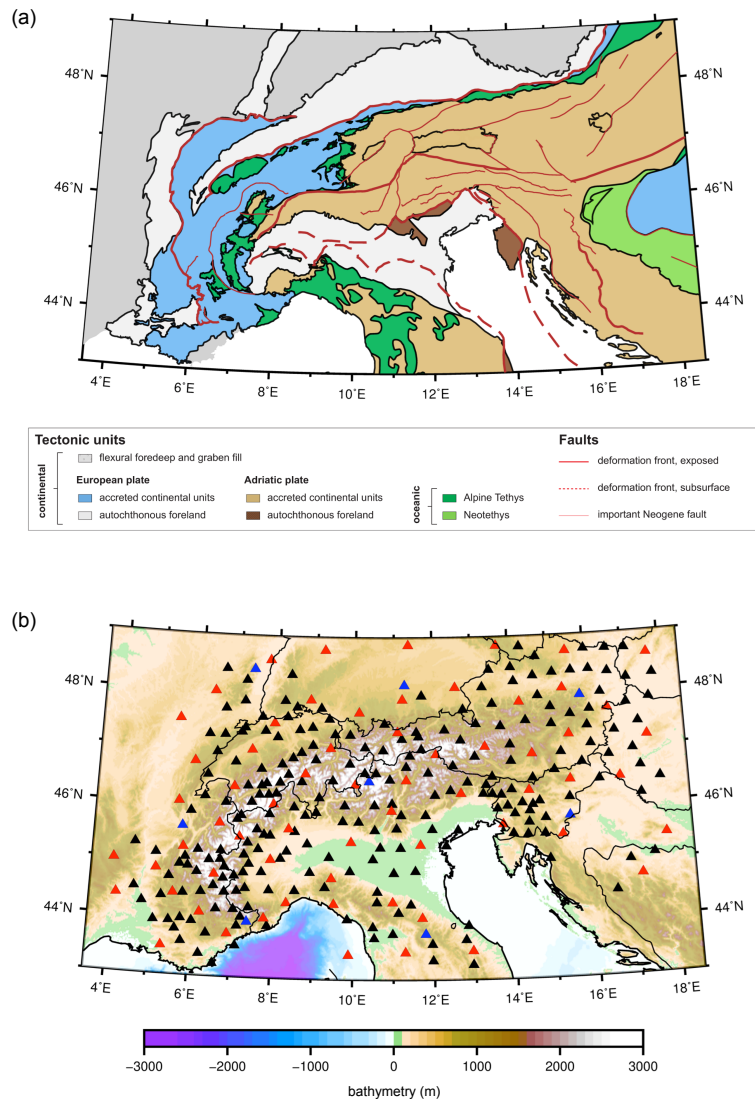 (a)
48°N
48°N
46°N
46°N
44°N
44°N
4°E 6°E 8°E 10°E 12°E 14°E 16°E 18°E
Tectonic units
Faults
continental
flexural foredeep and graben fill
deformation front, exposed
European plate
Adriatic plate
accreted continental units
accreted continental units
oceanic
Alpine Tethys
deformation front, subsurface
autochthonous foreland
autochthonous foreland
Neotethys
important Neogene fault
(b)
48°N
48°N
46°N
46°N
44°N
44°N
4°E 6°E 8°E 10°E 12°E 14°E 16°E 18°E
−3000 −2000 −1000 0 1000 2000 3000
bathymetry (m)